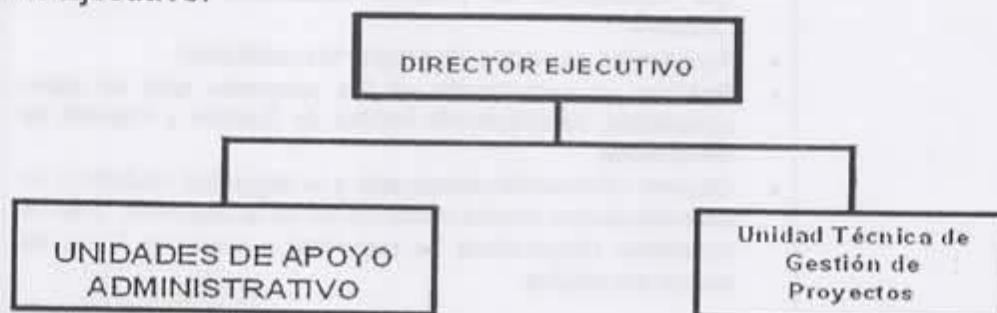 DIRECTOR EJECUTIVO
UNIDADES DE APOYO
ADMINISTRATIVO
Unidad Técnica de
Gestión de
Proyectos